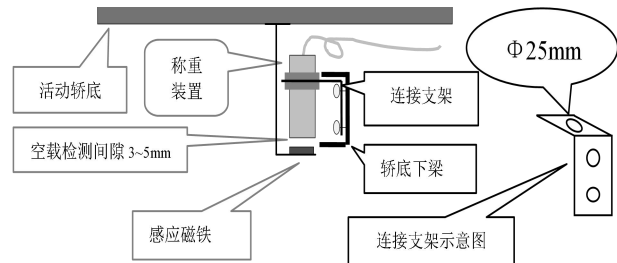 称重
装置
Φ25mm
活动轿底
连接支架
空载检测间隙 3~5mm
轿底下梁
感应磁铁
连接支架示意图